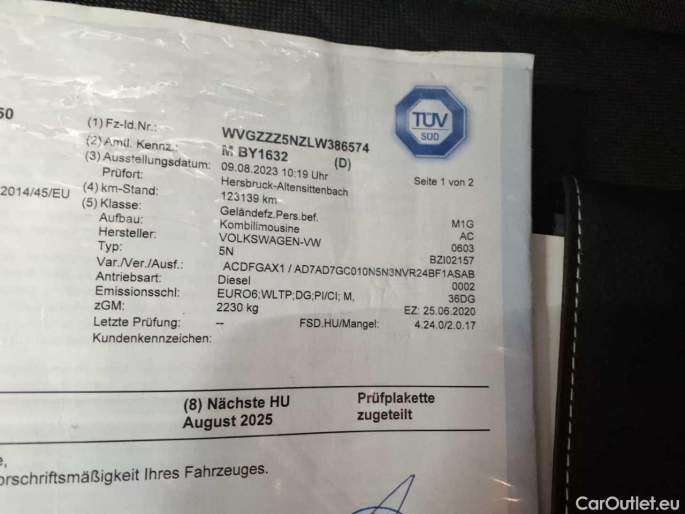 50
(1) Fz-Id.Nr.: WVGZZZ5NZLW386574
(2) Amtl. Kennz.: M BY1632 (D)
(3) Ausstellungsdatum: 09.08.2023 10:19 Uhr
Prüfort: Hersbruck-Altensittenbach
2014/45/EU
(4) km-Stand: 123139 km
(5) Klasse: Geländefz.Pers.bef. M1G
Aufbau: Kombilimousine AC
Hersteller: VOLKSWAGEN-VW 0603
Typ: 5N BZI02157
Var./Ver./Ausf.: ACDFGAX1 / AD7AD7GC010N5N3NVR24BF1ASAB
Antriebsart: Diesel 0002
Emissionsschl: EURO6;WLTP;DG;PI/CI; M, 36DG
zGM: 2230 kg EZ: 25.06.2020
Letzte Prüfung: -- FSD.HU/Mangel: 4.24.0/2.0.17
Kundenkennzeichen:
TÜV
SÜD
Seite 1 von 2
(8) Nächste HU Prüfplakette
August 2025 zugeteilt
e,
orschriftsmäßigkeit Ihres Fahrzeuges.
CarOutlet.eu